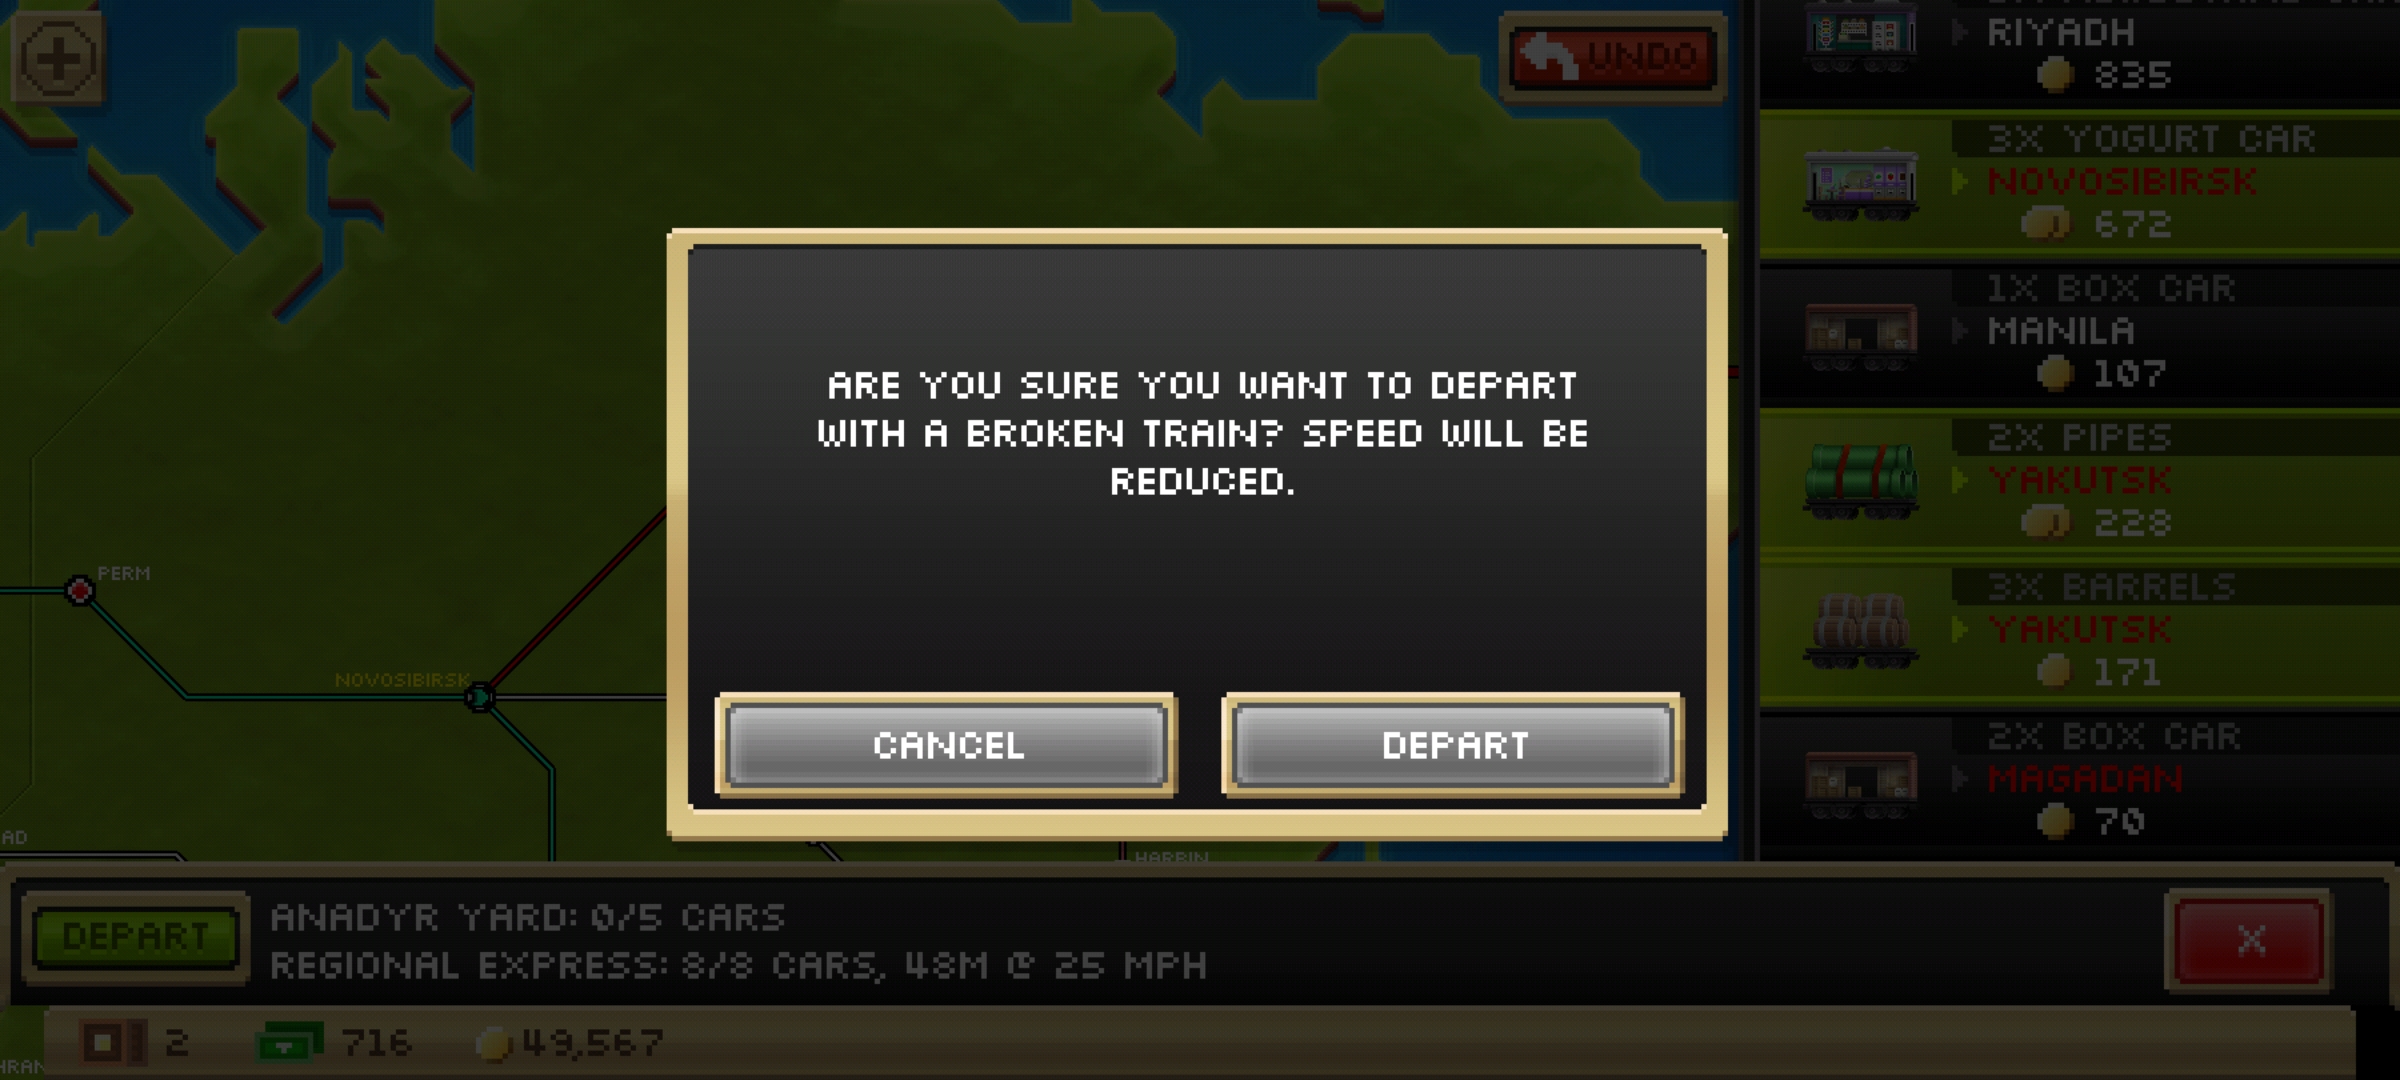 UNDO
RIYADH
835
3X YOGURT CAR
NOVOSIBIRSK
672
1X BOX CAR
MANILA
107
2X PIPES
YAKUTSK
228
3X BARRELS
YAKUTSK
171
2X BOX CAR
MAGADAN
70
ARE YOU SURE YOU WANT TO DEPART
WITH A BROKEN TRAIN? SPEED WILL BE
REDUCED.
CANCEL
DEPART
PERM
NOVOSIBIRSK
AD
HARBIN
DEPART
ANADYR YARD: 0/5 CARS
REGIONAL EXPRESS: 8/8 CARS, 48M @ 25 MPH
X
2
716
49,567
HRAN